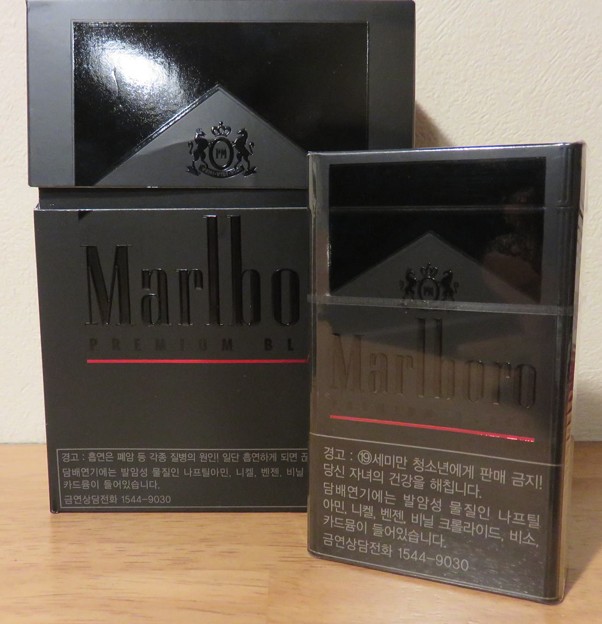 Marlbo
PREMIUM BL
경고 : 흡연은 폐암 등 각종 질병의 원인! 일단 흡연하게 되면 끊
담배연기에는 발암성 물질인 나프틸아민, 니켈, 벤젠, 비닐
카드뮴이 들어있습니다.
금연상담전화 1544-9030
Marlboro
경고 : 19세미만 청소년에게 판매 금지!
당신 자녀의 건강을 해칩니다.
담배연기에는 발암성 물질인 나프틸
아민, 니켈, 벤젠, 비닐 크롤라이드, 비소,
카드뮴이 들어있습니다.
금연상담전화 1544-9030